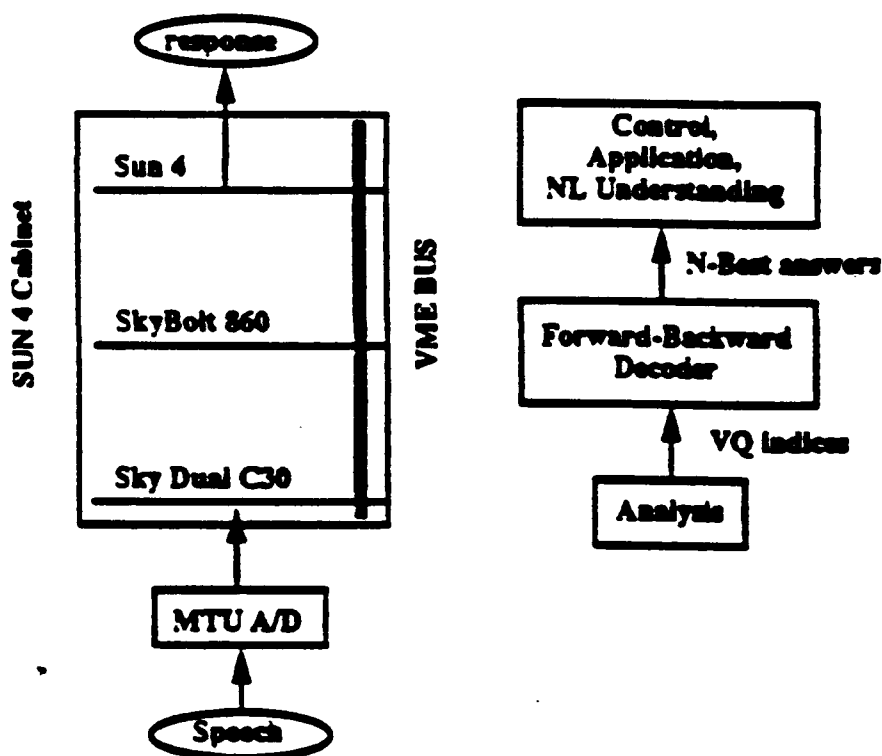 response
Sun 4
SkyBolt 860
Sky Dual C30
SUN 4 Cabinet
VME BUS
MTU A/D
Speech
Control,
Application,
NL Understanding
N-Best answers
Forward-Backward
Decoder
VQ indices
Analysis